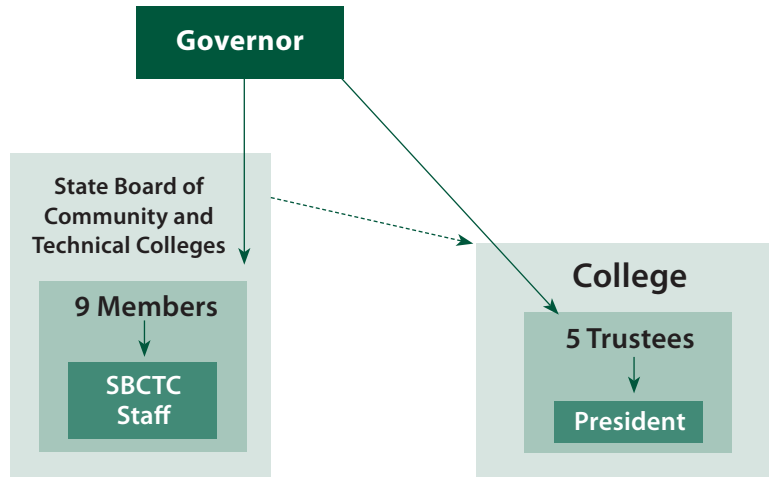 Governor
State Board of
Community and
Technical Colleges
9 Members
SBCTC
Staff
College
5 Trustees
President